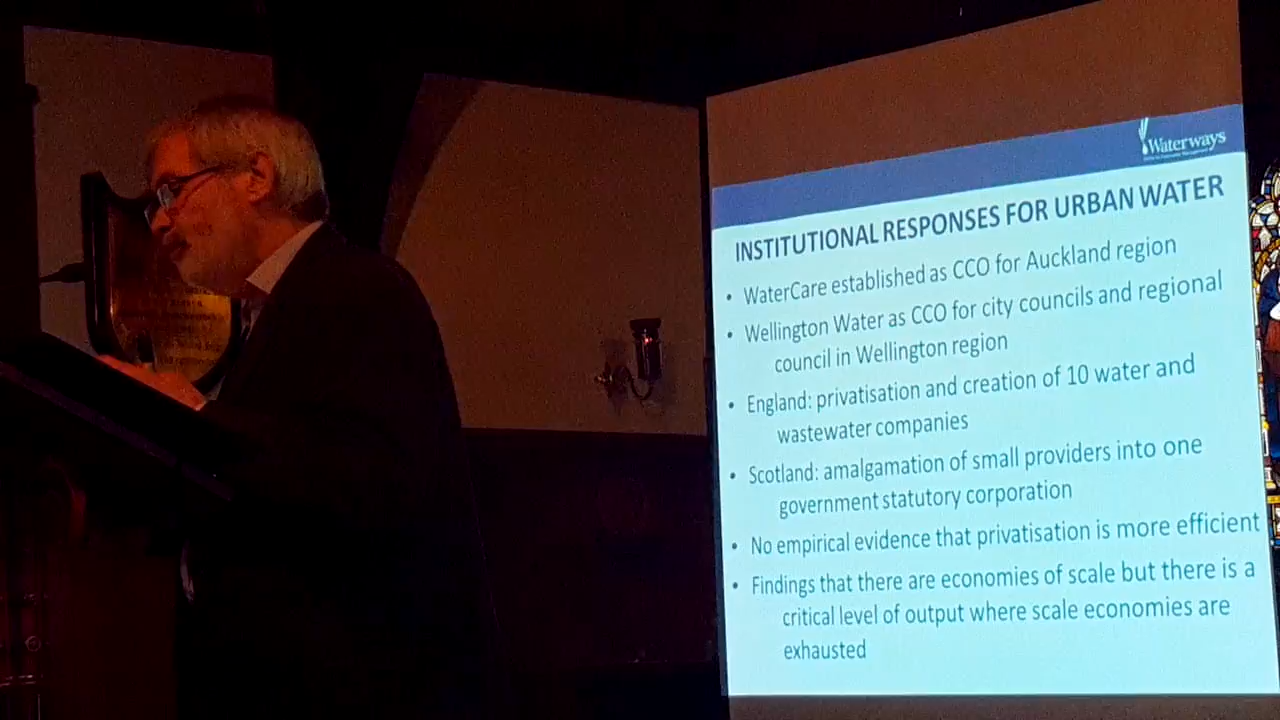 Waterways
INSTITUTIONAL RESPONSES FOR URBAN WATER
• WaterCare established as CCO for Auckland region
• Wellington Water as CCO for city councils and regional
council in Wellington region
• England: privatisation and creation of 10 water and
wastewater companies
• Scotland: amalgamation of small providers into one
government statutory corporation
• No empirical evidence that privatisation is more efficient
• Findings that there are economies of scale but there is a
critical level of output where scale economies are
exhausted